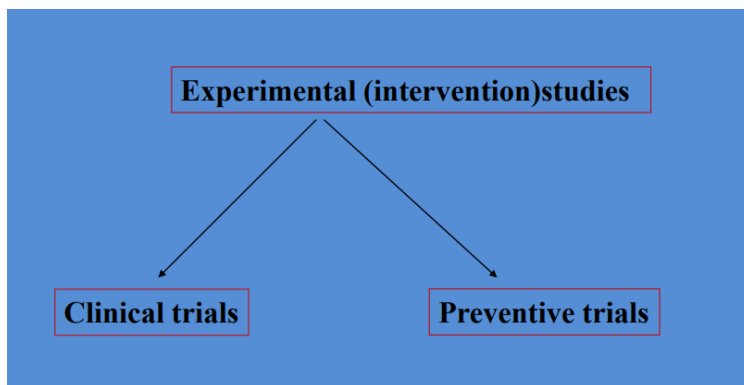 Experimental (intervention)studies
Clinical trials
Preventive trials